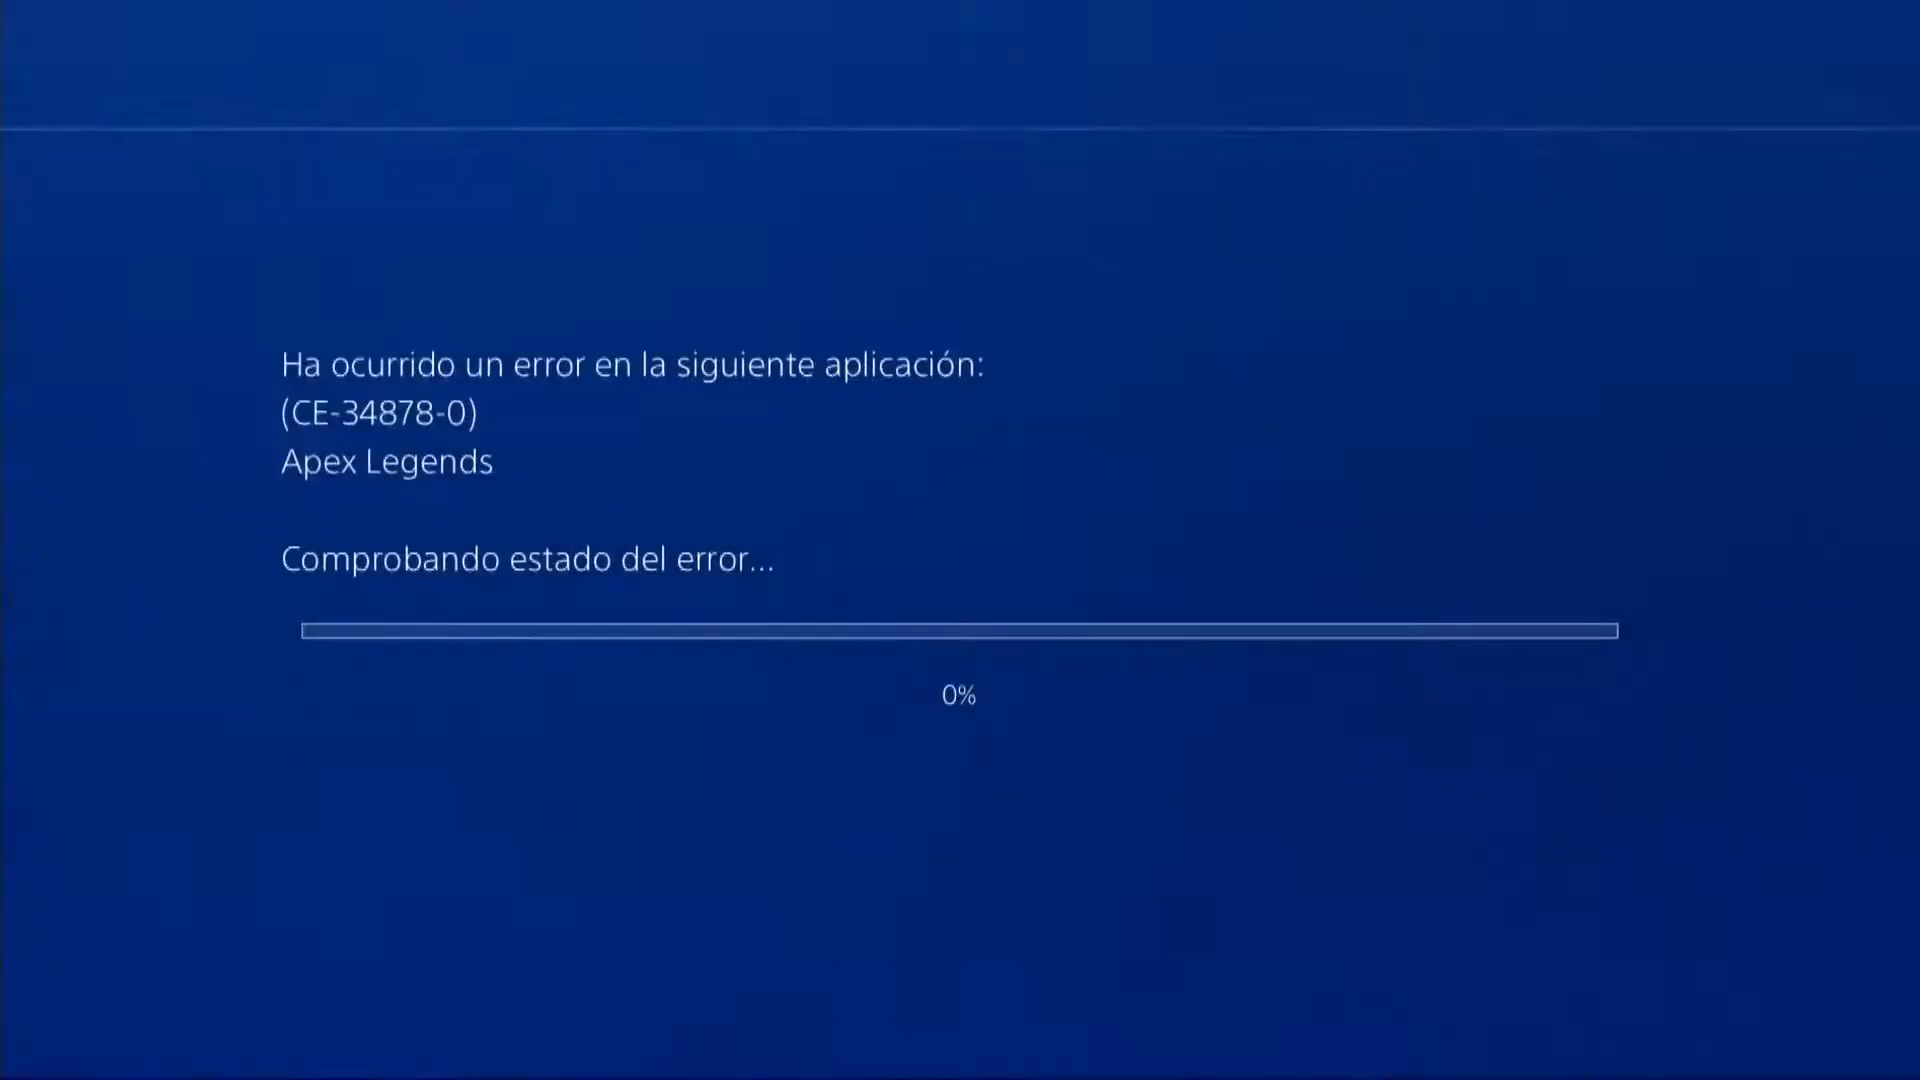 Ha ocurrido un error en la siguiente aplicación:
(CE-34878-0)
Apex Legends
Comprobando estado del error...
0%